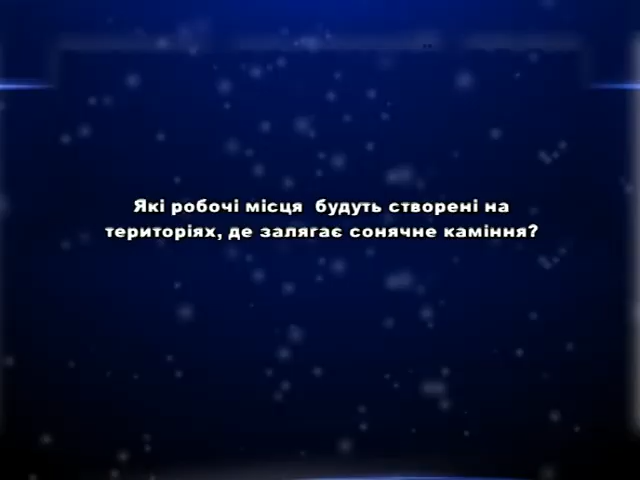 Які робочі місця  будуть створені на
територіях, де залягає сонячне каміння?